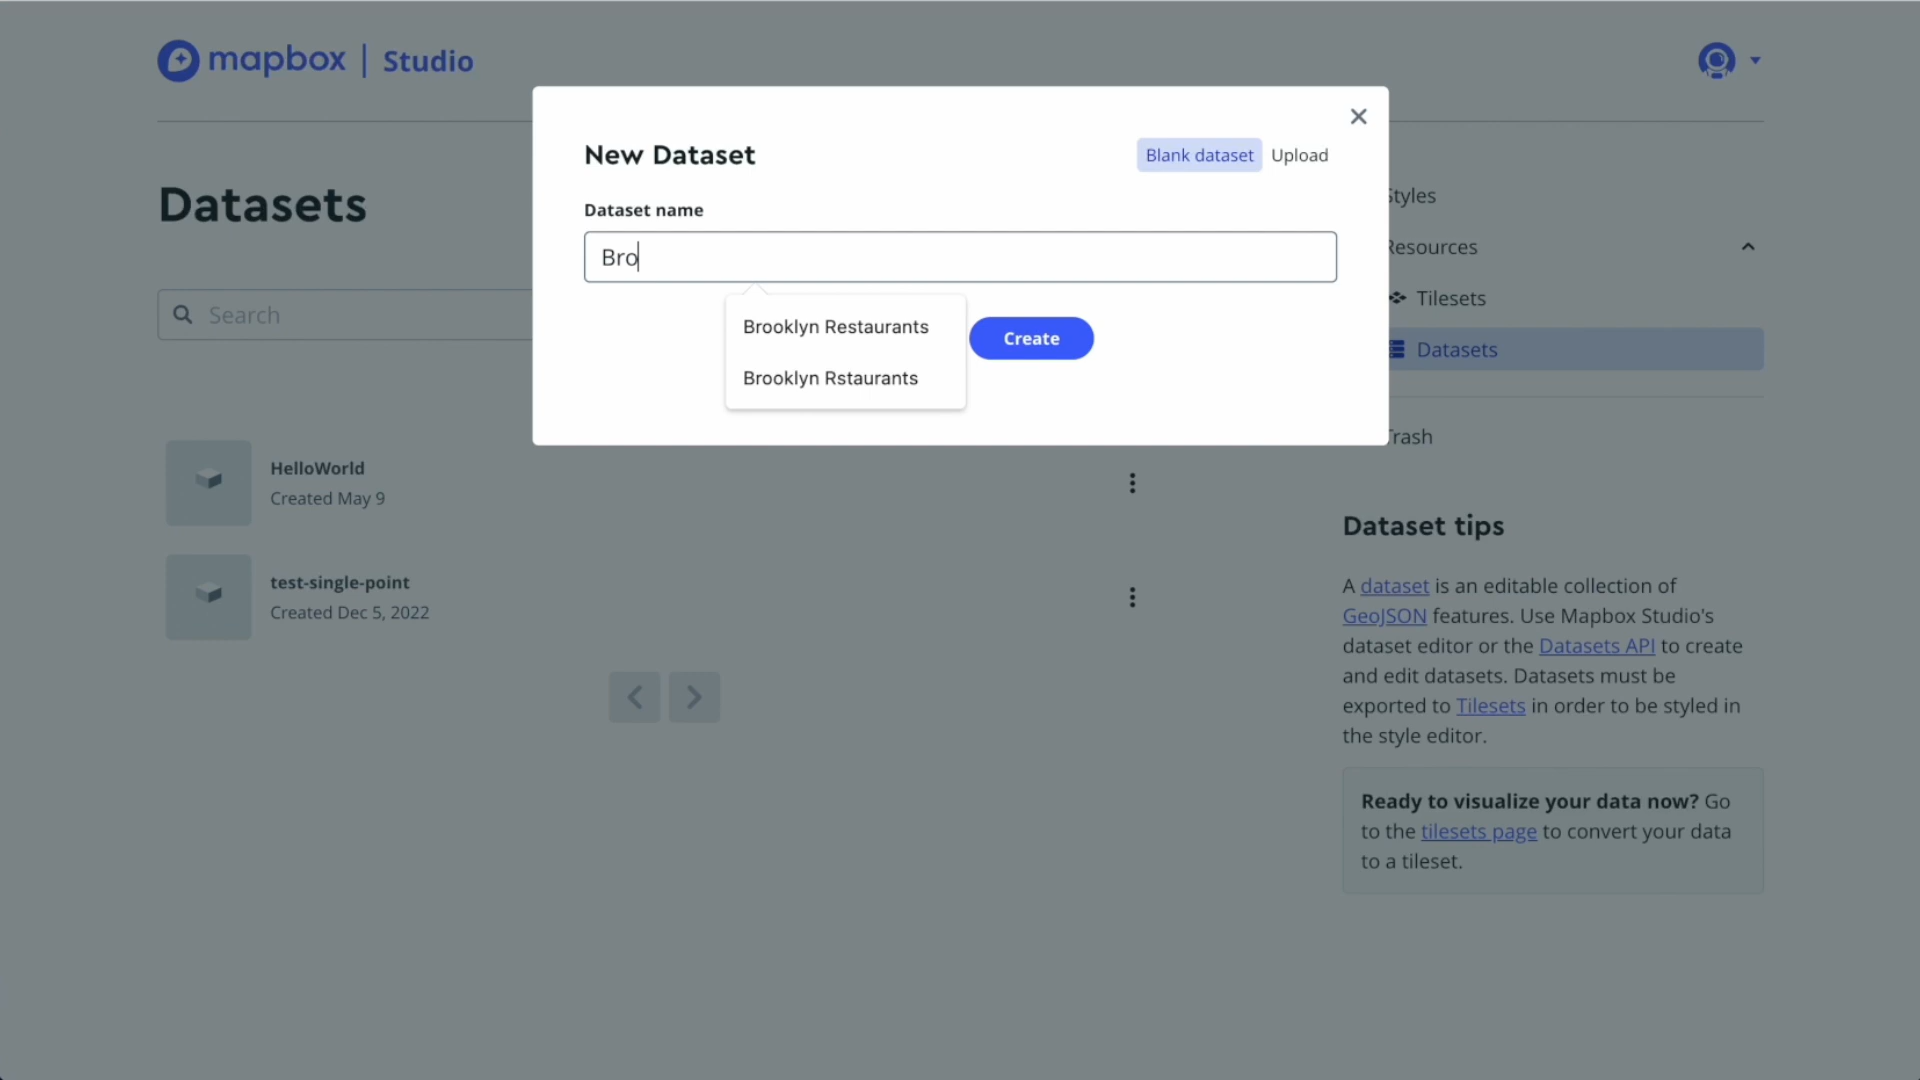 mapbox | Studio
New Dataset
Blank dataset
Upload
Dataset name
Bro
Brooklyn Restaurants
Brooklyn Rstaurants
Create
Datasets
Search
HelloWorld
Created May 9
test-single-point
Created Dec 5, 2022
Styles
Resources
Tilesets
Datasets
Trash
Dataset tips
A dataset is an editable collection of
GeoJSON features. Use Mapbox Studio's
dataset editor or the Datasets API to create
and edit datasets. Datasets must be
exported to Tilesets in order to be styled in
the style editor.
Ready to visualize your data now? Go
to the tilesets page to convert your data
to a tileset.